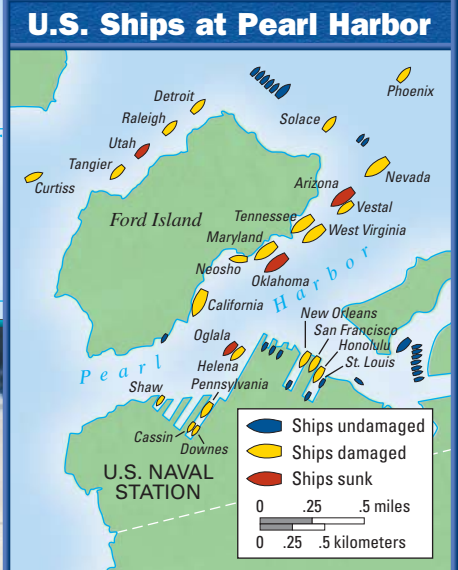 U.S. Ships at Pearl Harbor
Phoenix
Detroit
Raleigh
Solace
Utah
Tangier
Nevada
Curtiss
Arizona
Vestal
Ford Island
Tennessee
West Virginia
Maryland
Neosho
Oklahoma
California
Pearl Harbor
New Orleans
San Francisco
Oglala
Honolulu
St. Louis
Helena
Pennsylvania
Shaw
Cassin
Downes
U.S. NAVAL
STATION
Ships undamaged
Ships damaged
Ships sunk
0 .25 .5 miles
0 .25 .5 kilometers